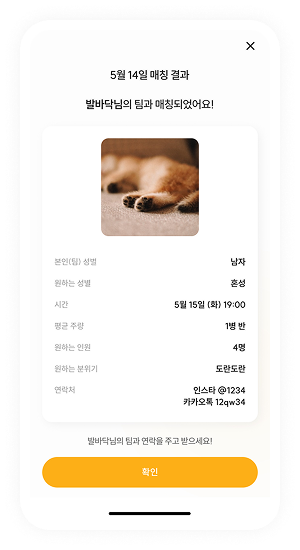 5월 14일 매칭 결과
발바닥님의 팀과 매칭되었어요!
본인(팀) 성별 남자
원하는 성별 혼성
시간 5월 15일 (화) 19:00
평균 주량 1병 반
원하는 인원 4명
원하는 분위기 도란도란
연락처 인스타 @1234
카카오톡 12qw34
발바닥님의 팀과 연락을 주고 받으세요!
확인